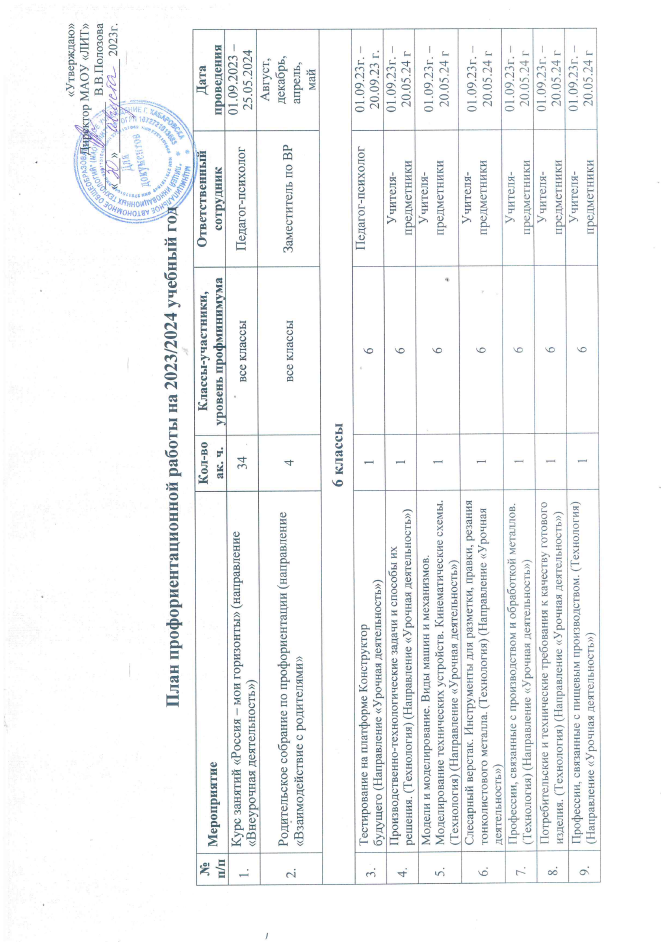 «Утверждаю»
Директор МАОУ «ЛИТ»
В.В.Полозова
«30» августа 2023г.
Для
документов
План профориентационной работы на 2023/2024 учебный год
№ п/п Мероприятие Кол-во ак. ч. Классы-участники, уровень профминимума Ответственный сотрудник Дата проведения
1. Курс занятий «Россия – мои горизонты» (направление «Внеурочная деятельность») 34 все классы Педагог-психолог 01.09.2023 – 25.05.2024
2. Родительское собрание по профориентации (направление «Взаимодействие с родителями» 4 все классы Заместитель по ВР Август, декабрь, апрель, май
6 классы
3. Тестирование на платформе Конструктор будущего (Направление «Урочная деятельность») 1 6 Педагог-психолог 01.09.23г. – 20.09.23 г.
4. Производственно-технологические задачи и способы их решения. (Технология) (Направление «Урочная деятельность») 1 6 Учителя-предметники 01.09.23г. – 20.05.24 г
5. Модели и моделирование. Виды машин и механизмов. Моделирование технических устройств. Кинематические схемы. (Технология) (Направление «Урочная деятельность») 1 6 Учителя-предметники 01.09.23г. – 20.05.24 г
6. Слесарный верстак. Инструменты для разметки, правки, резания тонколистового металла. (Технология) (Направление «Урочная деятельность») 1 6 Учителя-предметники 01.09.23г. – 20.05.24 г
7. Профессии, связанные с производством и обработкой металлов. (Технология) (Направление «Урочная деятельность») 1 6 Учителя-предметники 01.09.23г. – 20.05.24 г
8. Потребительские и технические требования к качеству готового изделия. (Технология) (Направление «Урочная деятельность») 1 6 Учителя-предметники 01.09.23г. – 20.05.24 г
9. Профессии, связанные с пищевым производством. (Технология) (Направление «Урочная деятельность») 1 6 Учителя-предметники 01.09.23г. – 20.05.24 г